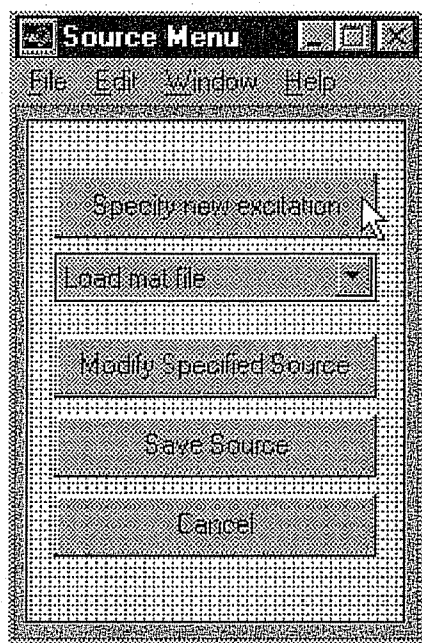 Source Menu
File Edit Window Help
Specify new excitation
Load mat file
Modify Specified Source
Save Source
Cancel